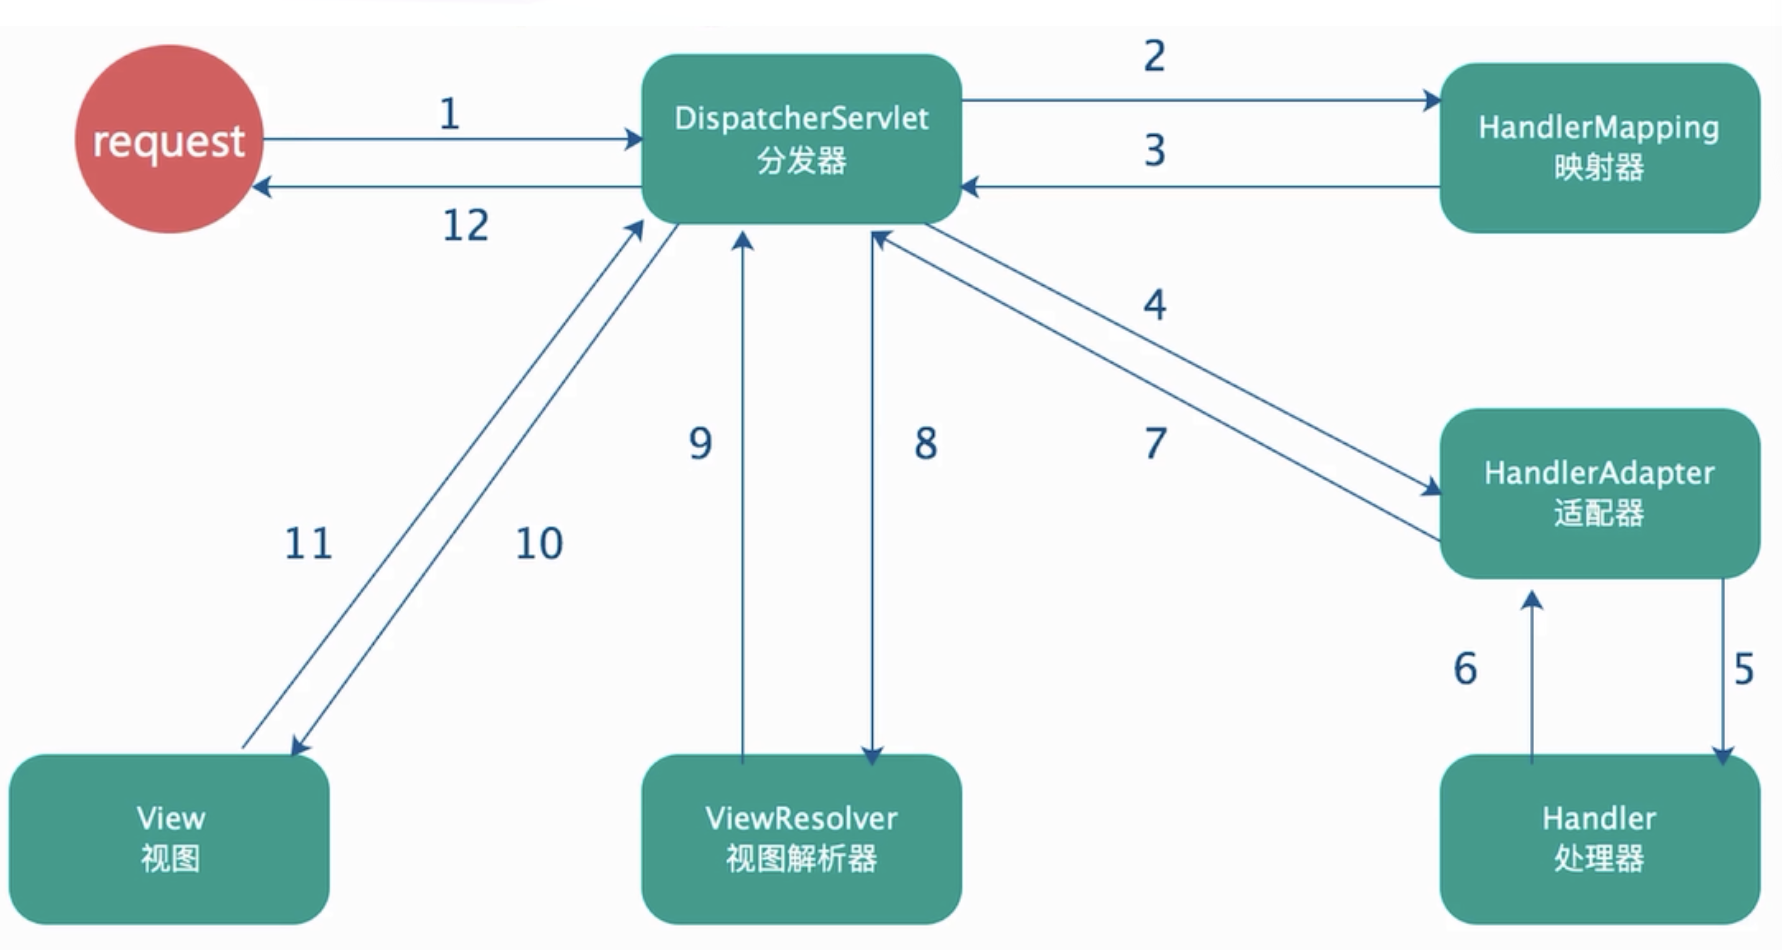 request
1
12
DispatcherServlet
分发器
2
3
HandlerMapping
映射器
4
7
9
8
11
10
HandlerAdapter
适配器
6
5
View
视图
ViewResolver
视图解析器
Handler
处理器